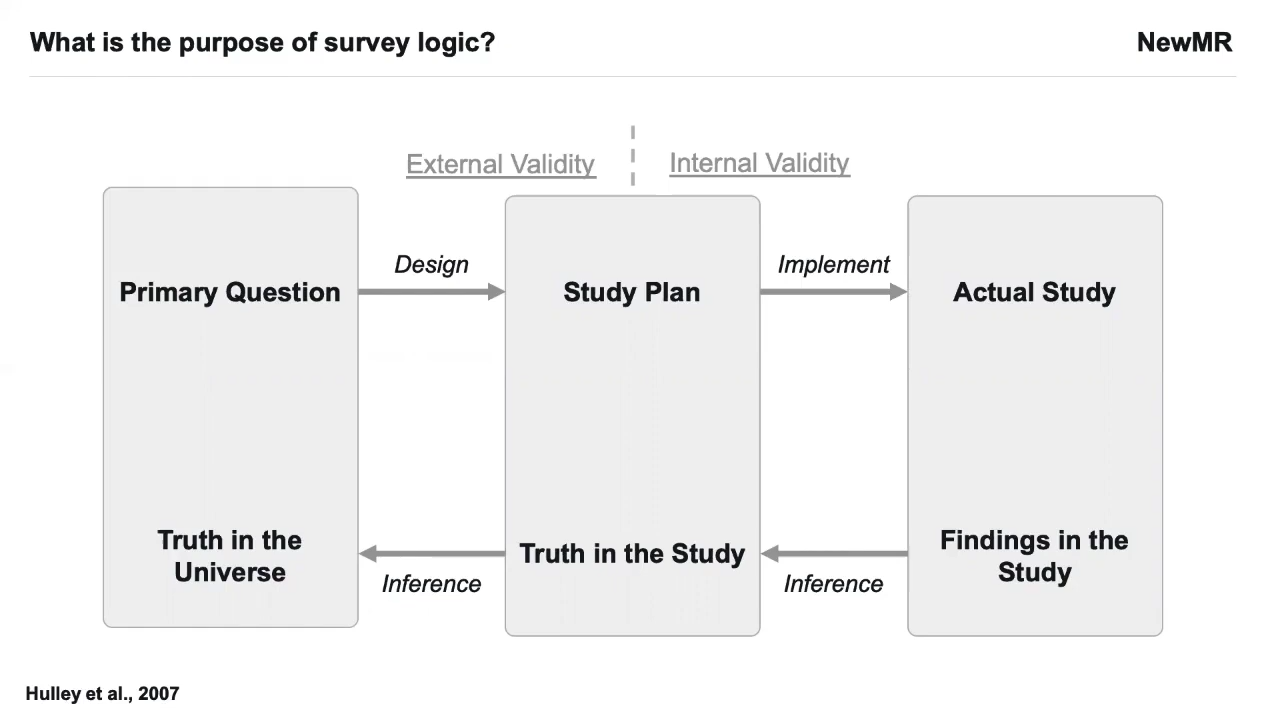 What is the purpose of survey logic?
NewMR
External Validity
Internal Validity
Design
Implement
Primary Question
Study Plan
Actual Study
Truth in the
Universe
Inference
Truth in the Study
Inference
Findings in the
Study
Hulley et al., 2007